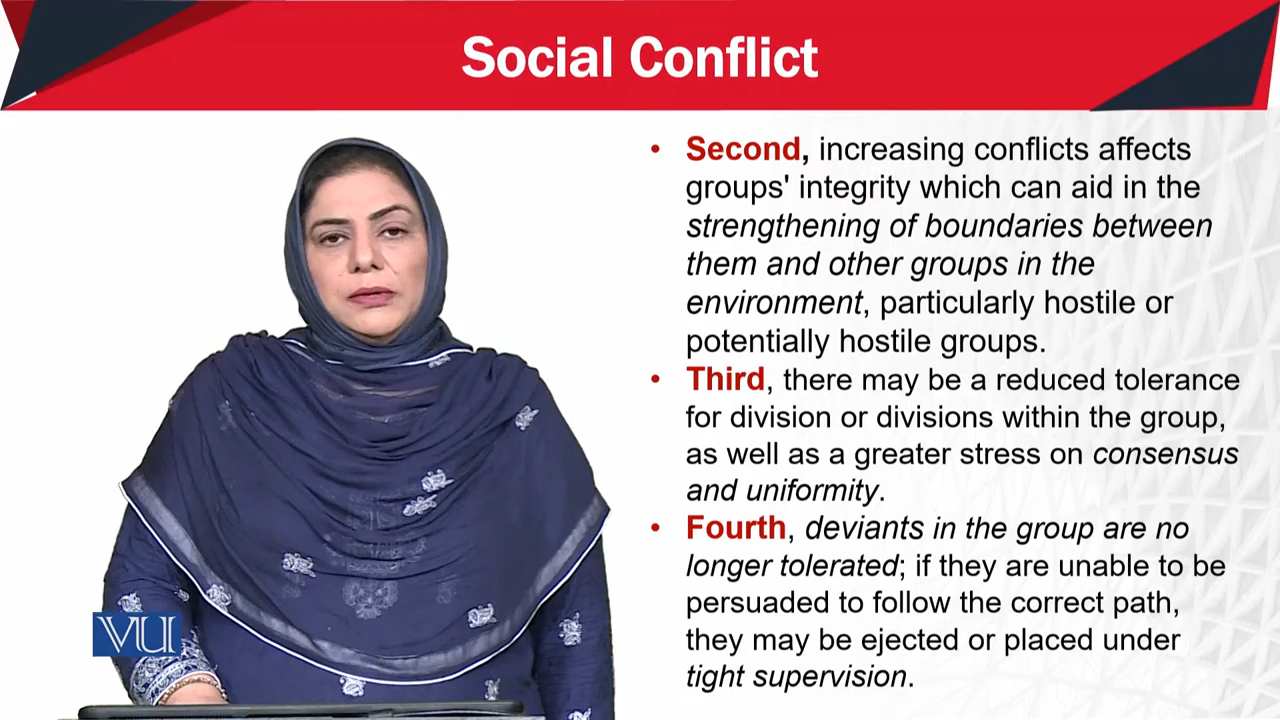 Social Conflict
• Second, increasing conflicts affects
groups' integrity which can aid in the
strengthening of boundaries between
them and other groups in the
environment, particularly hostile or
potentially hostile groups.
• Third, there may be a reduced tolerance
for division or divisions within the group,
as well as a greater stress on consensus
and uniformity.
• Fourth, deviants in the group are no
longer tolerated; if they are unable to be
persuaded to follow the correct path,
they may be ejected or placed under
tight supervision.
VU